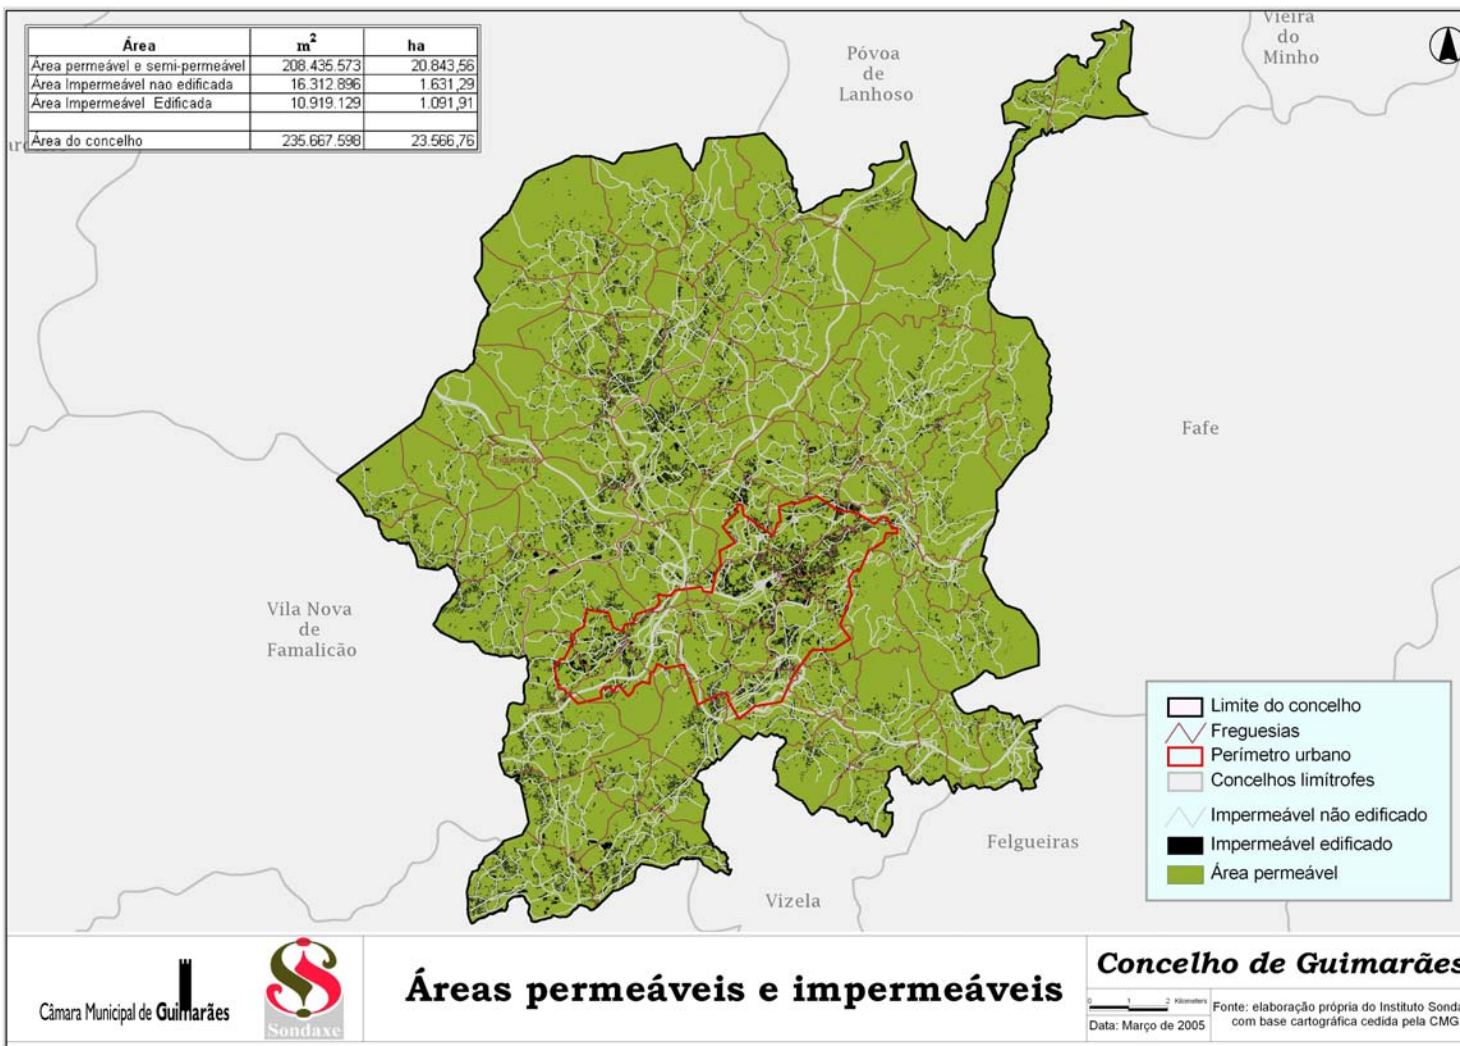 Área m² ha
Área permeável e semi-permeável 208.435.573 20.843,56
Área Impermeável nao edificada 16.312.896 1.631,29
Área Impermeável Edificada 10.919.129 1.091,91
Área do concelho 235.667.598 23.566,76
Vieira
do
Minho
Póvoa
de
Lanhoso
Fafe
Vila Nova
de
Famalicão
Felgueiras
Vizela
Limite do concelho
Freguesias
Perímetro urbano
Concelhos limítrofes
Impermeável não edificado
Impermeável edificado
Área permeável
Câmara Municipal de Guimarães
Sondaxe
Áreas permeáveis e impermeáveis
Concelho de Guimarães
0 1 2 Kilometers
Data: Março de 2005
Fonte: elaboração própria do Instituto Sonda
com base cartográfica cedida pela CMG